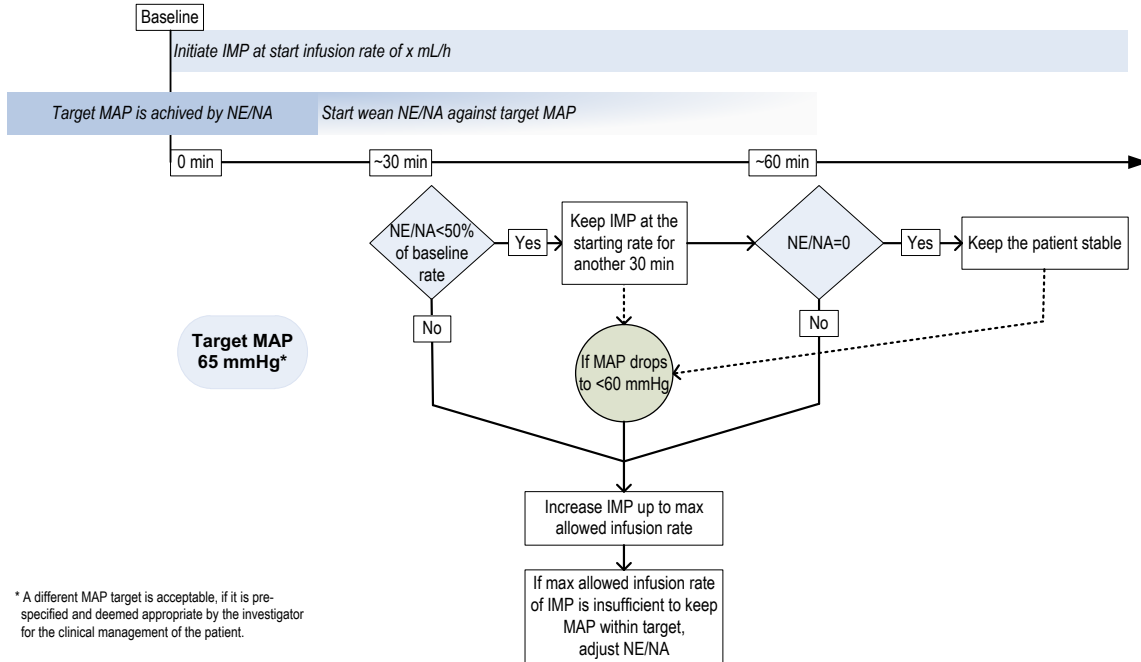 Baseline
Initiate IMP at start infusion rate of x mL/h
Target MAP is achived by NE/NA
Start wean NE/NA against target MAP
0 min
~30 min
~60 min
NE/NA<50%
of baseline
rate
Yes
Keep IMP at the
starting rate for
another 30 min
NE/NA=0
Yes
Keep the patient stable
No
No
Target MAP
65 mmHg*
If MAP drops
to <60 mmHg
Increase IMP up to max
allowed infusion rate
If max allowed infusion rate
of IMP is insufficient to keep
MAP within target,
adjust NE/NA
* A different MAP target is acceptable, if it is pre-
specified and deemed appropriate by the investigator
for the clinical management of the patient.